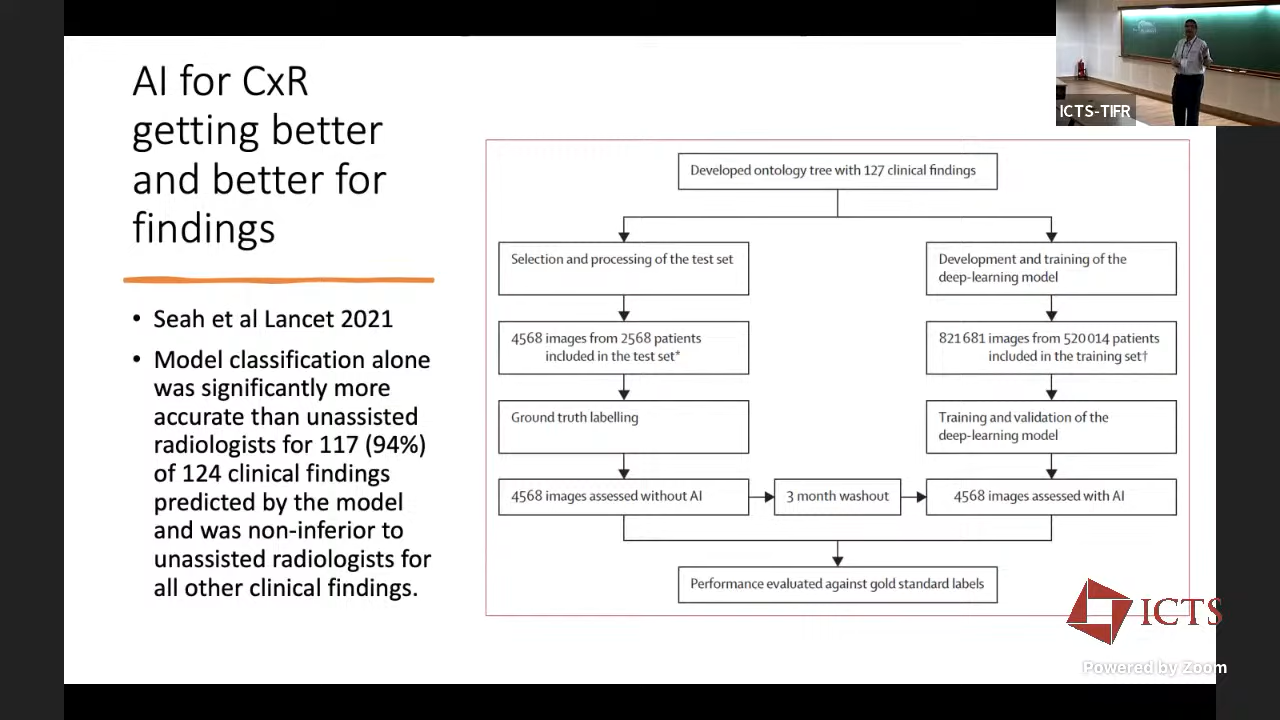 AI for CxR
getting better
and better for
findings
• Seah et al Lancet 2021
• Model classification alone
was significantly more
accurate than unassisted
radiologists for 117 (94%)
of 124 clinical findings
predicted by the model
and was non-inferior to
unassisted radiologists for
all other clinical findings.
Developed ontology tree with 127 clinical findings
Selection and processing of the test set
Development and training of the
deep-learning model
4568 images from 2568 patients
included in the test set*
821 681 images from 520 014 patients
included in the training set†
Ground truth labelling
Training and validation of the
deep-learning model
4568 images assessed without AI
3 month washout
4568 images assessed with AI
Performance evaluated against gold standard labels
ICTS-TIFR
ICTS
Powered by Zoom